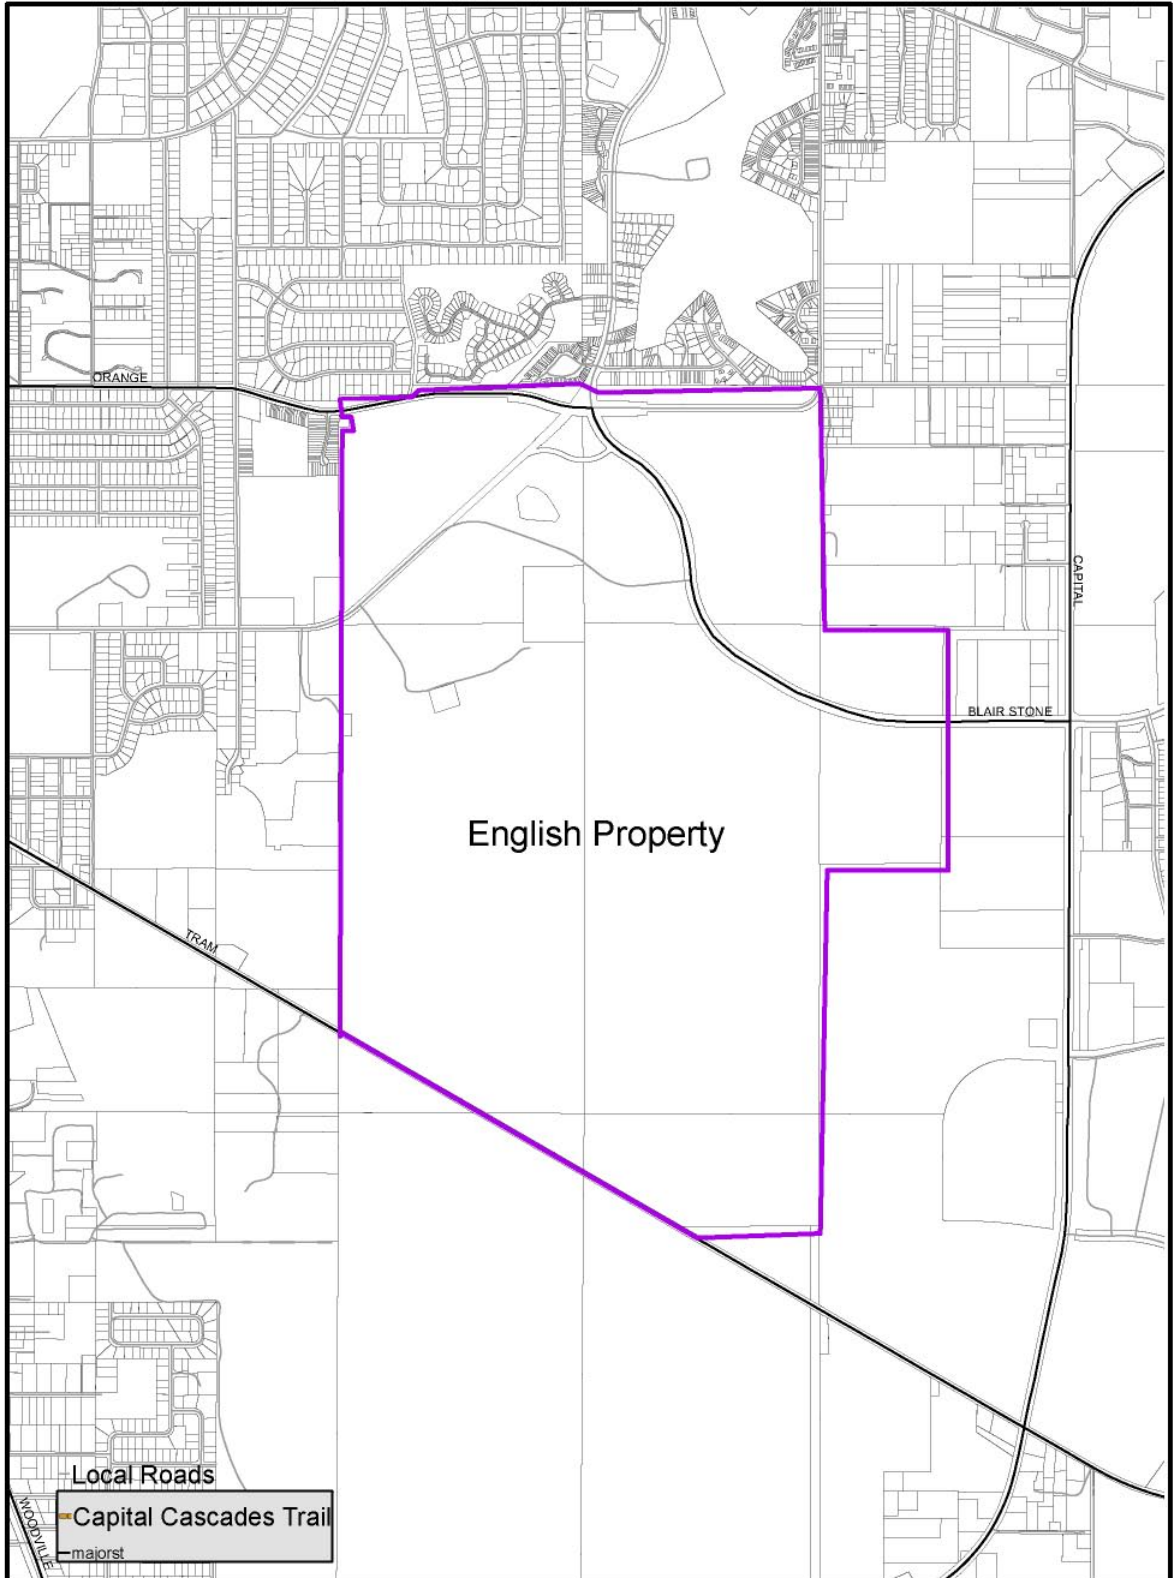 ORANGE
CAPITAL
BLAIR STONE
English Property
TRAM
Local Roads
Capital Cascades Trail
majorst
WOODVILLE